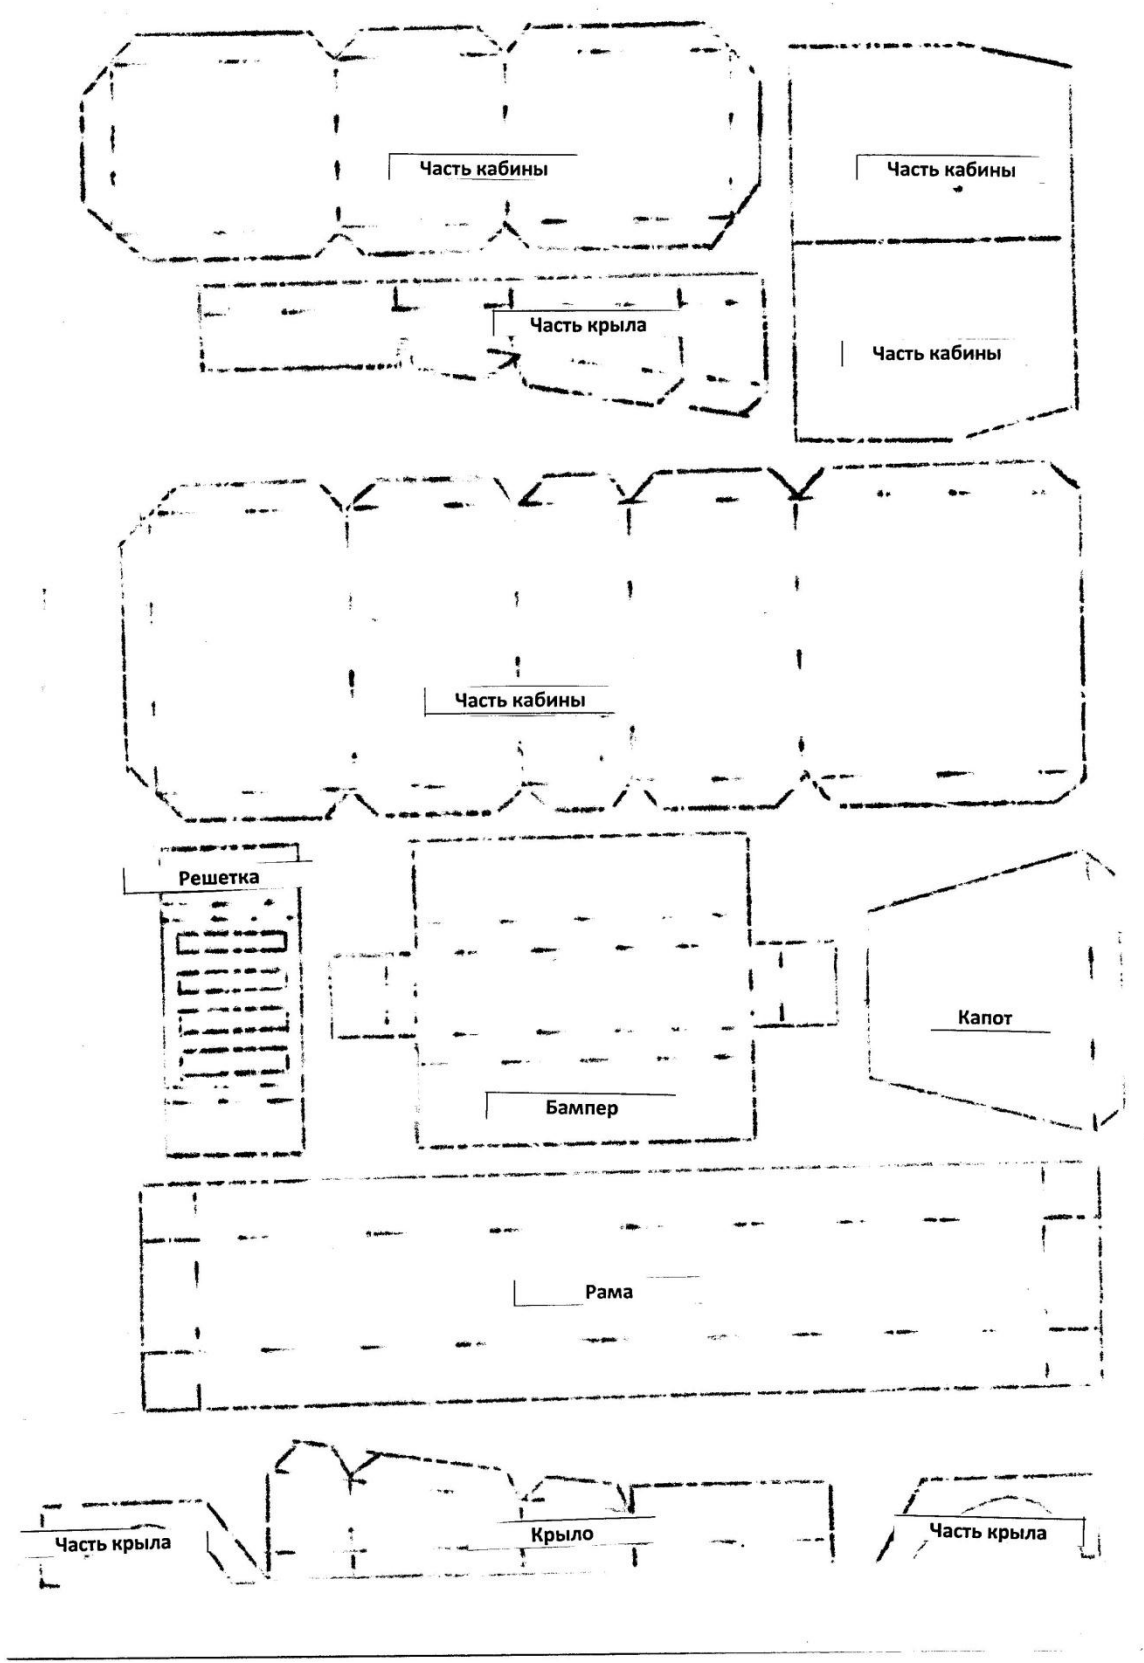 Часть кабины
Часть кабины
Часть крыла
Часть кабины
Часть кабины
Решетка
Капот
Бампер
Рама
Часть крыла
Крыло
Часть крыла